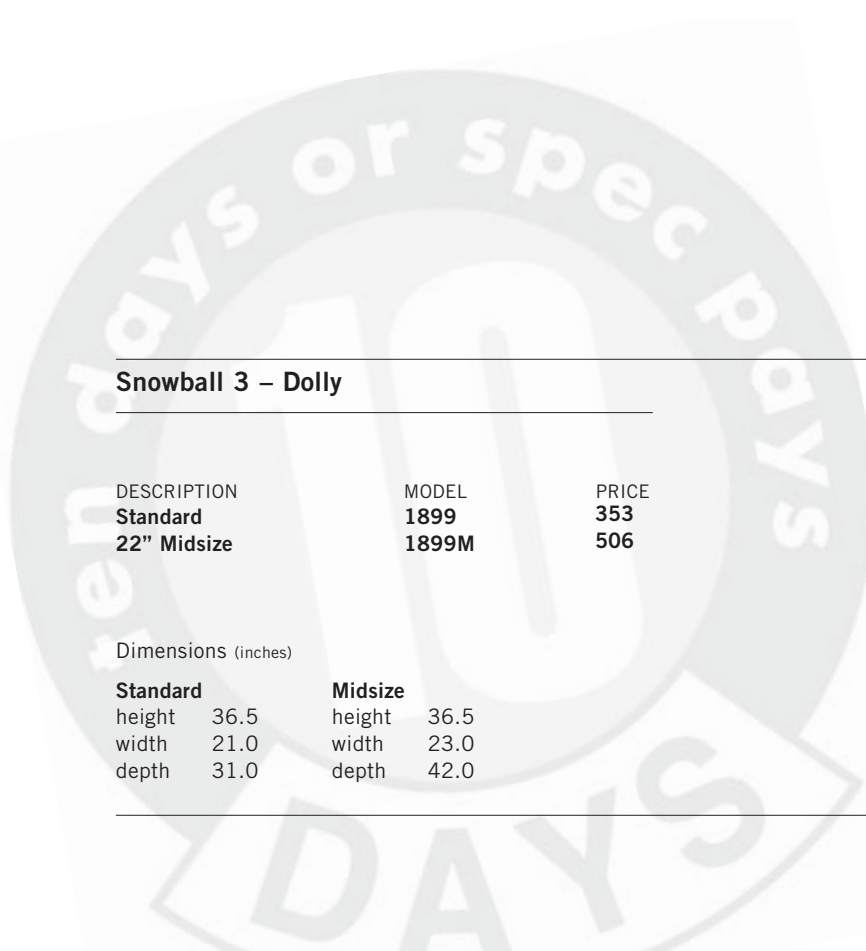 ten days or spec pays
10
DAYS
Snowball 3 – Dolly
DESCRIPTION MODEL PRICE
Standard 1899 353
22” Midsize 1899M 506
Dimensions (inches)
Standard Midsize
height 36.5 height 36.5
width 21.0 width 23.0
depth 31.0 depth 42.0